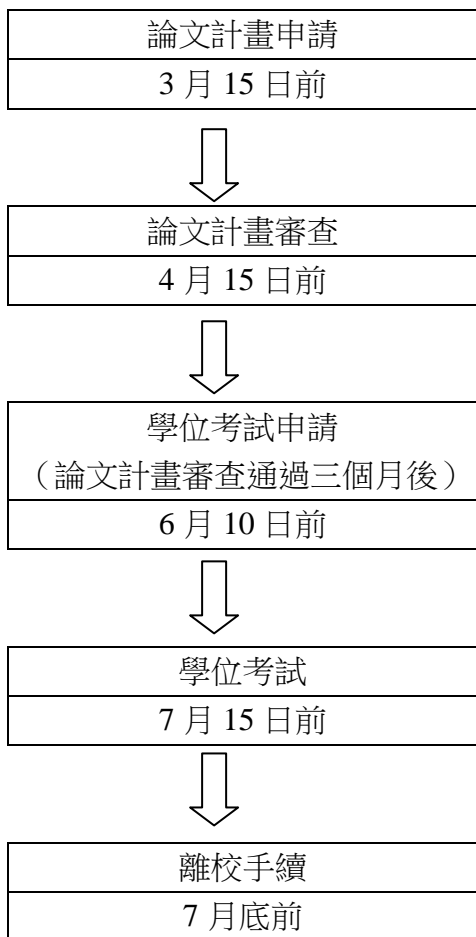 論文計畫申請
3 月 15 日前
論文計畫審查
4 月 15 日前
學位考試申請
（論文計畫審查通過三個月後）
6 月 10 日前
學位考試
7 月 15 日前
離校手續
7 月底前